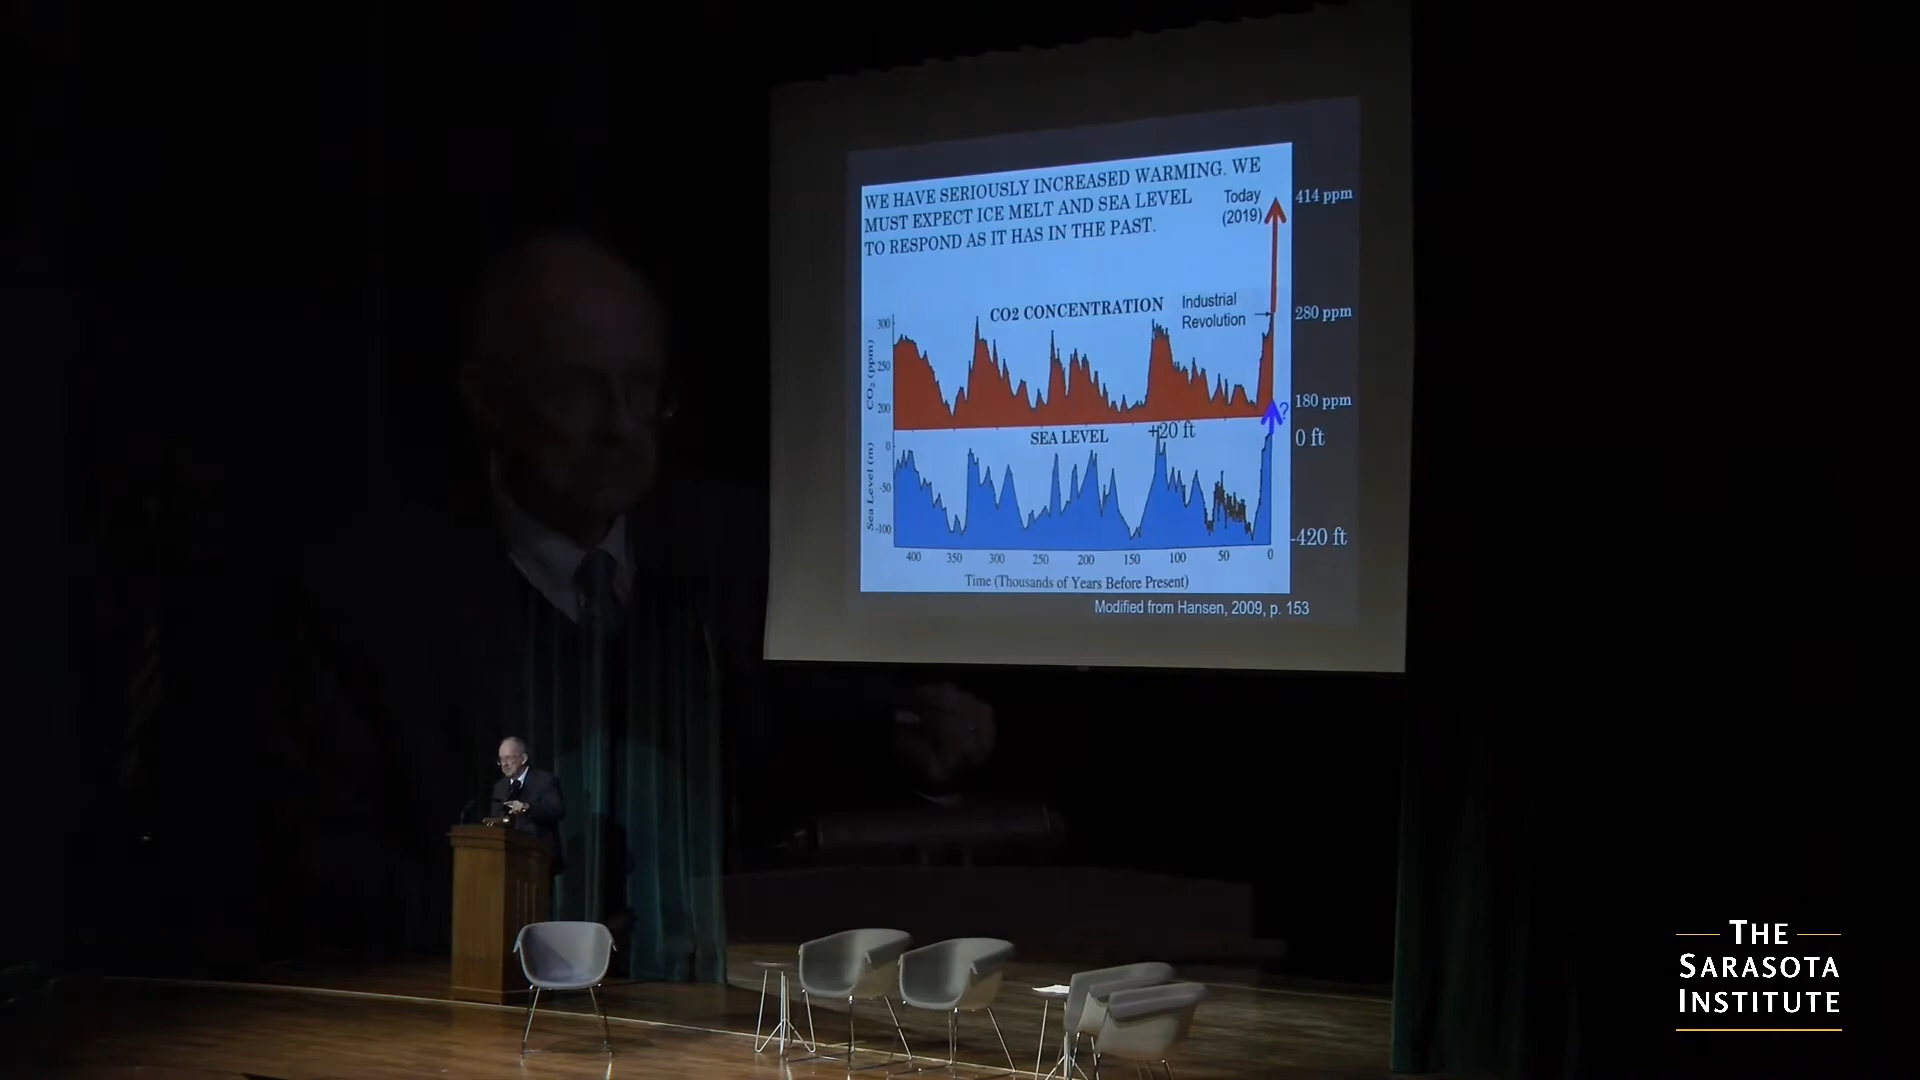 WE HAVE SERIOUSLY INCREASED WARMING. WE
MUST EXPECT ICE MELT AND SEA LEVEL
TO RESPOND AS IT HAS IN THE PAST.
Today
(2019)
414 ppm
CO2 CONCENTRATION
Industrial
Revolution
280 ppm
300
250
200
CO2 (ppm)
180 ppm
?
SEA LEVEL
+20 ft
0 ft
0
-50
-100
Sea Level (m)
-420 ft
400 350 300 250 200 150 100 50 0
Time (Thousands of Years Before Present)
Modified from Hansen, 2009, p. 153
THE
SARASOTA
INSTITUTE